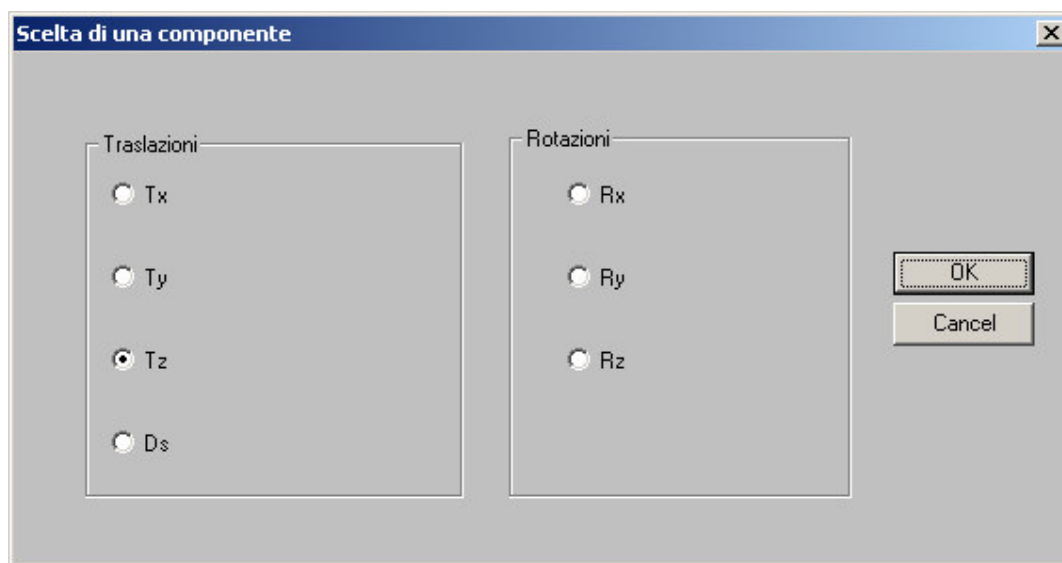 Scelta di una componente
Traslazioni
Tx
Ty
Tz
Ds
Rotazioni
Rx
Ry
Rz
OK
Cancel